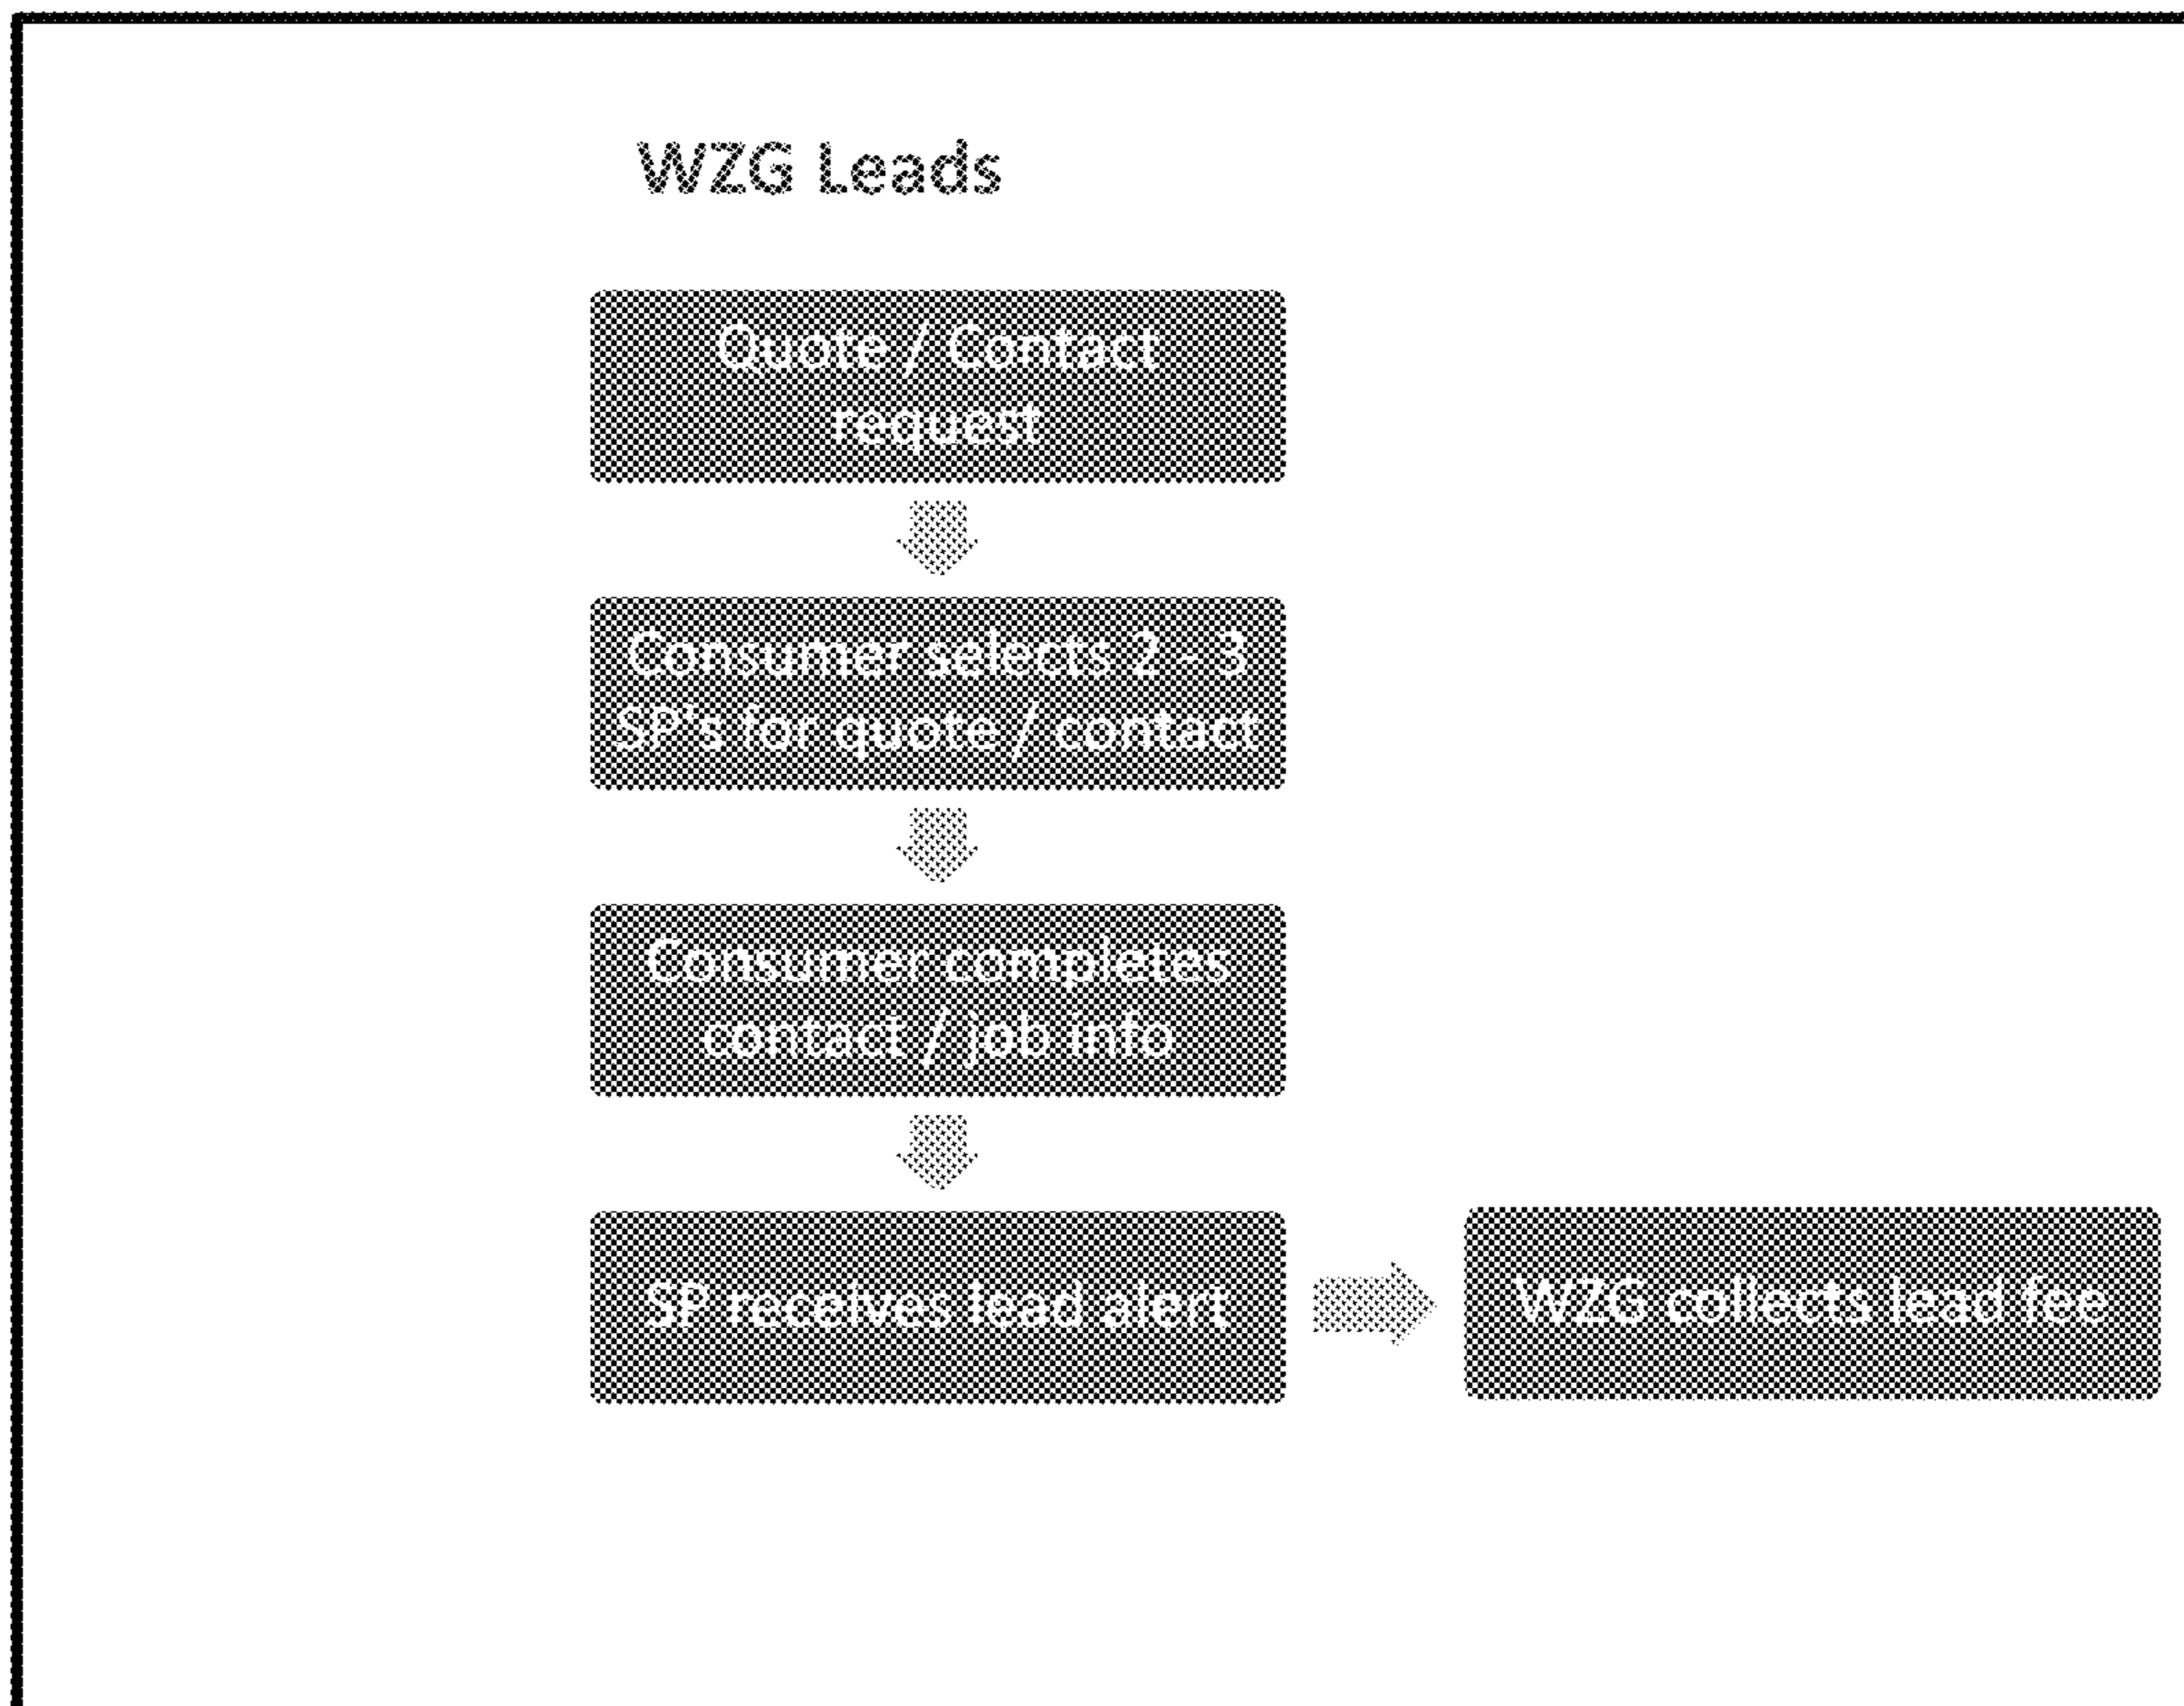 WZG Leads
Quote / Contact
request
Consumer selects 2 - 3
SP's for quote / contact
Consumer completes
contact / job info
SP receives lead alert
WZG collects lead fee